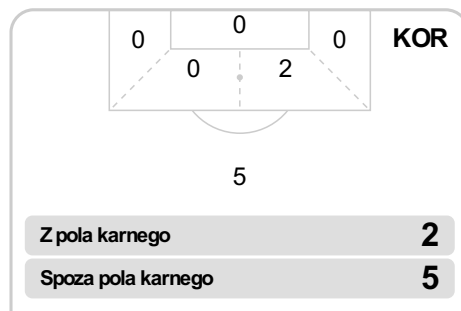 0
0 0 KOR
0 2
5
Z pola karnego 2
Spoza pola karnego 5